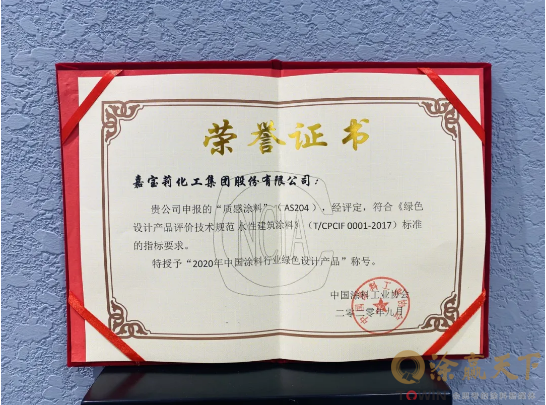 荣誉证书
嘉宝莉化工集团股份有限公司：
贵公司申报的“质感涂料”（AS204），经评定，符合《绿色
设计产品评价技术规范 水性建筑涂料》（T/CPCIF 0001-2017）标准
的指标要求。
特授予“2020年中国涂料行业绿色设计产品”称号。
NCIA
中国涂料工业协会
二零二零年九月
涂赢天下